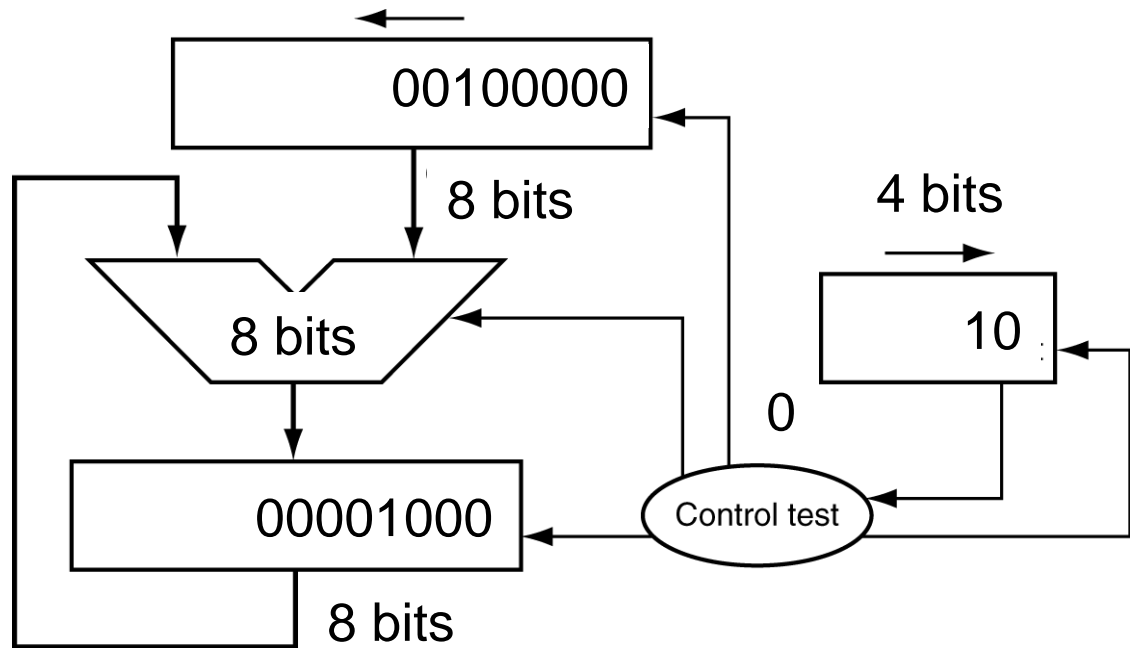 00100000
8 bits
4 bits
8 bits
10
0
00001000
Control test
8 bits